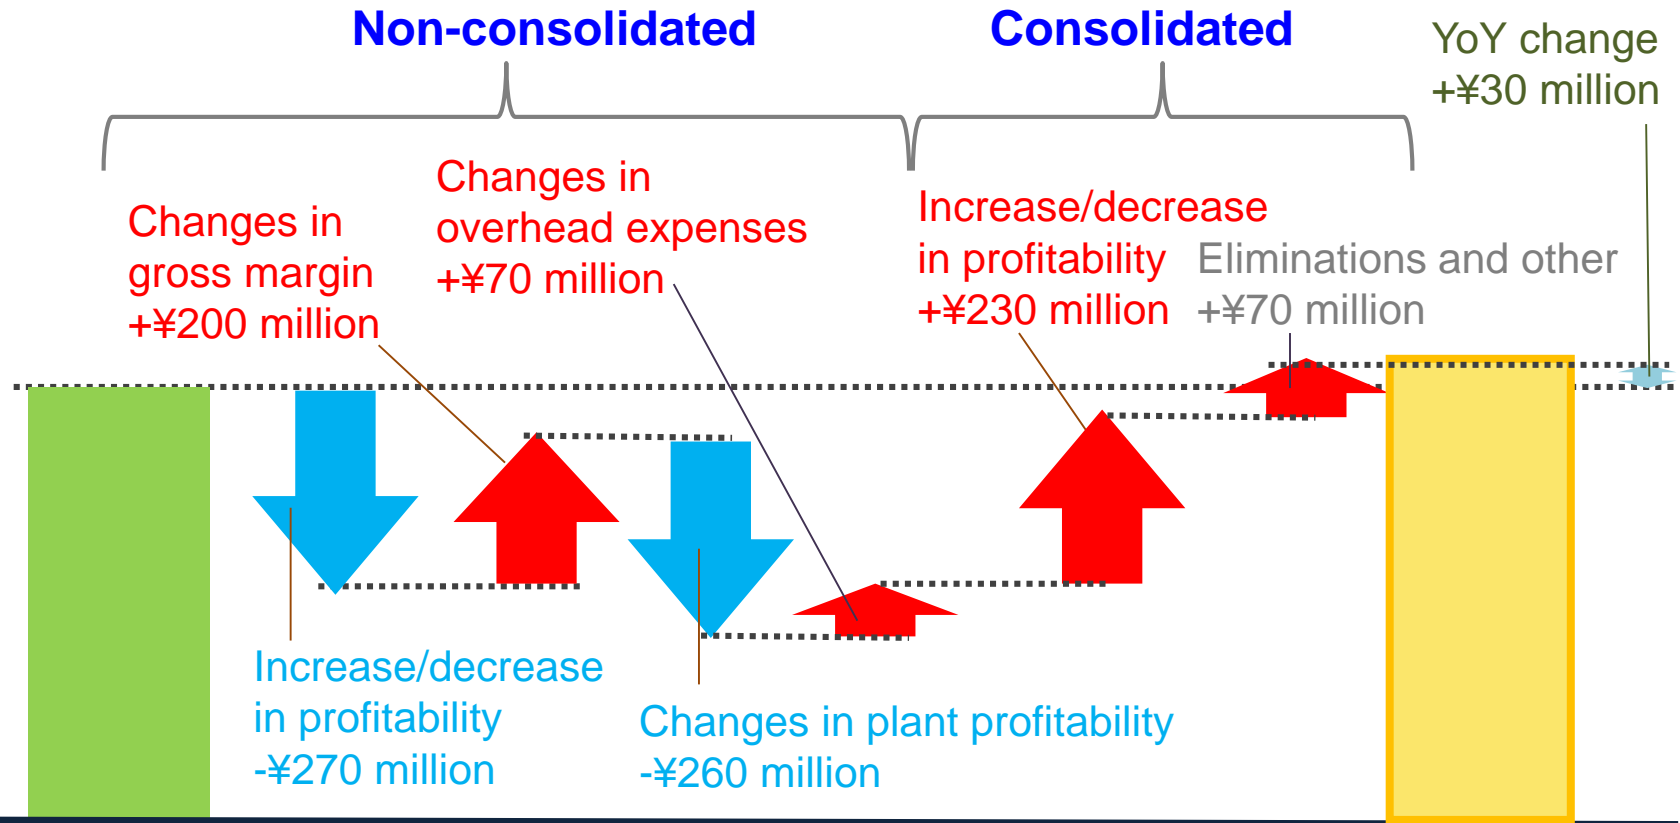 Non-consolidated
Consolidated
YoY change
+¥30 million
Changes in
gross margin
+¥200 million
Changes in
overhead expenses
+¥70 million
Increase/decrease
in profitability
+¥230 million
Eliminations and other
+¥70 million
Increase/decrease
in profitability
-¥270 million
Changes in plant profitability
-¥260 million